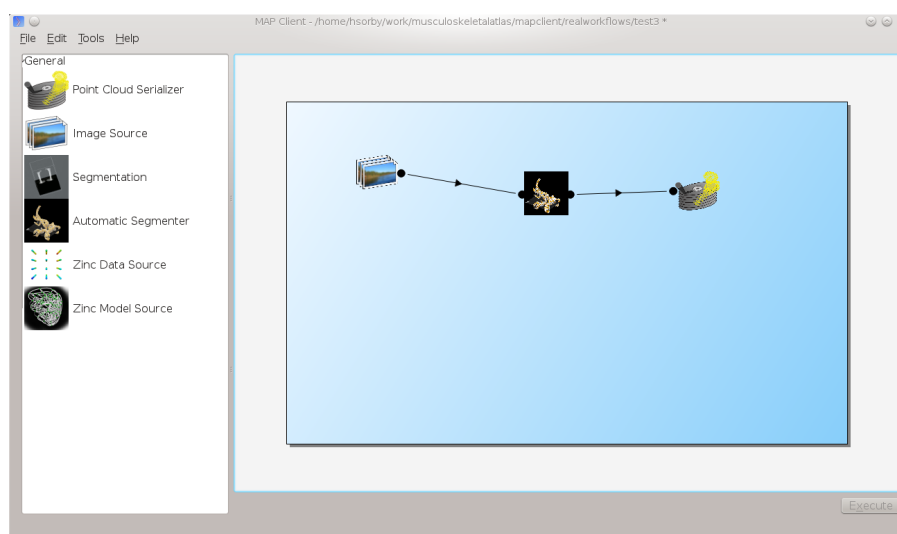 MAP Client - /home/hsorby/work/musculoskeletalatlas/mapclient/realworkflows/test3 *
File Edit Tools Help
General
Point Cloud Serializer
Image Source
Segmentation
Automatic Segmenter
Zinc Data Source
Zinc Model Source
Execute